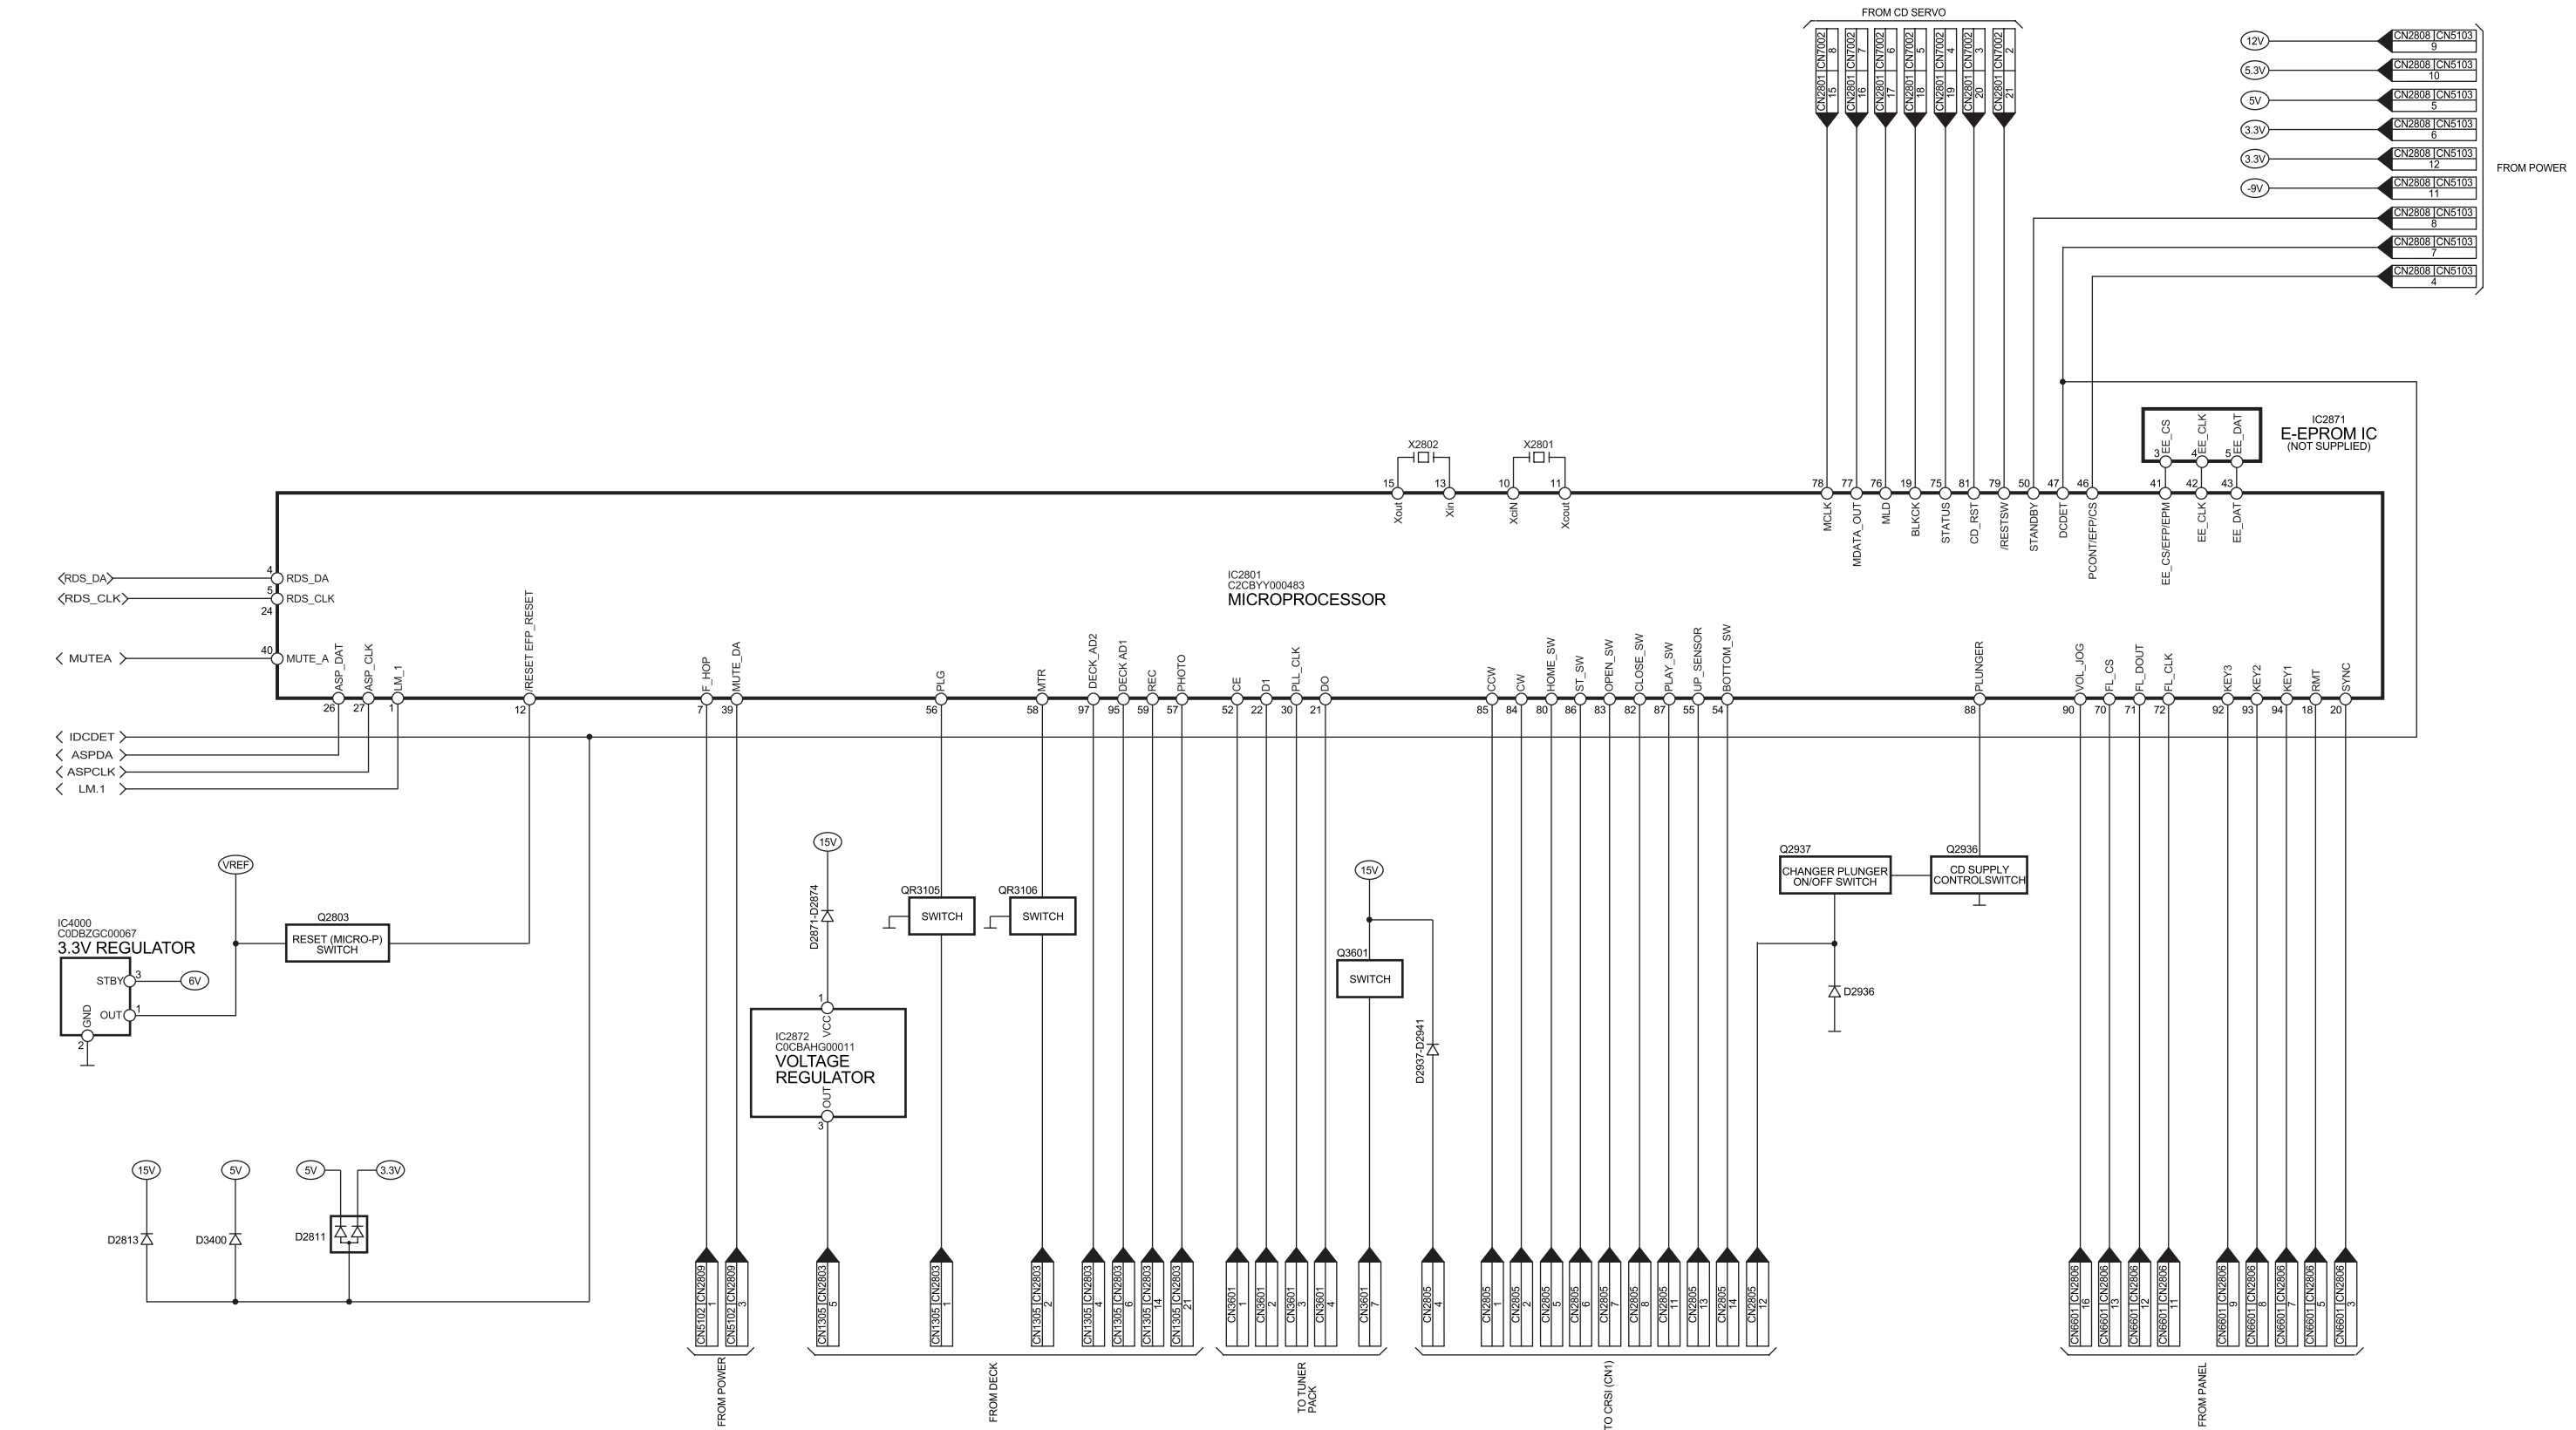 FROM CD SERVO
CN2801 CN7002
15 8
CN2801 CN7002
16 7
CN2801 CN7002
17 6
CN2801 CN7002
18 5
CN2801 CN7002
19 4
CN2801 CN7002
20 3
CN2801 CN7002
21 2
12V
CN2808 CN5103
9
5.3V
CN2808 CN5103
10
5V
CN2808 CN5103
5
3.3V
CN2808 CN5103
6
3.3V
CN2808 CN5103
12
-9V
CN2808 CN5103
11
CN2808 CN5103
8
CN2808 CN5103
7
CN2808 CN5103
4
FROM POWER
IC2871
E-EPROM IC
(NOT SUPPLIED)
EE_CS
EE_CLK
EE_DAT
3 4 5
X2802
X2801
15 13 10 11
Xout
Xin
XciN
Xcout
78 77 76 19 75 81 79 50 47 46 41 42 43
MCLK
MDATA_OUT
MLD
BLKCK
STATUS
CD_RST
/RESTSW
STANDBY
DCDET
PCONT/EFP/CS
EE_CS/EFP/EPM
EE_CLK
EE_DAT
IC2801
C2CBYY000483
MICROPROCESSOR
RDS_DA
4
RDS_DA
RDS_CLK
5
RDS_CLK
24
MUTEA
40
MUTE_A
ASP_DAT
ASP_CLK
LM_1
/RESET EFP_RESET
F_HOP
MUTE_DA
PLG
MTR
DECK_AD2
DECK AD1
REC
PHOTO
CE
D1
PLL_CLK
DO
CCW
CW
HOME_SW
ST_SW
OPEN_SW
CLOSE_SW
PLAY_SW
UP_SENSOR
BOTTOM_SW
PLUNGER
VOL_JOG
FL_CS
FL_DOUT
FL_CLK
KEY3
KEY2
KEY1
RMT
SYNC
26 27 1 12 7 39 56 58 97 95 59 57 52 22 30 21 85 84 80 86 83 82 87 55 54 88 90 70 71 72 92 93 94 18 20
IDCDET
ASPDA
ASPCLK
LM.1
VREF
IC4000
C0DBZGC00067
3.3V REGULATOR
STBY
3
6V
OUT
1
GND
2
Q2803
RESET (MICRO-P)
SWITCH
15V
D2871-D2874
IC2872
C0CBAHG00011
VOLTAGE
REGULATOR
1
VCC
OUT
3
QR3105
SWITCH
QR3106
SWITCH
15V
Q3601
SWITCH
D2937-D2941
Q2937
CHANGER PLUNGER
ON/OFF SWITCH
Q2936
CD SUPPLY
CONTROLSWITCH
D2936
15V
5V
5V
3.3V
D2813
D3400
D2811
CN5102 CN2809
1
CN5102 CN2809
3
FROM POWER
CN1305 CN2803
5
CN1305 CN2803
1
CN1305 CN2803
2
CN1305 CN2803
4
CN1305 CN2803
6
CN1305 CN2803
14
CN1305 CN2803
21
FROM DECK
CN3601
1
CN3601
2
CN3601
3
CN3601
4
CN3601
7
TO TUNER
PACK
CN2805
4
CN2805
1
CN2805
2
CN2805
5
CN2805
6
CN2805
7
CN2805
8
CN2805
11
CN2805
13
CN2805
14
CN2805
12
TO CRSI (CN1)
CN6601 CN2806
16
CN6601 CN2806
13
CN6601 CN2806
12
CN6601 CN2806
11
CN6601 CN2806
9
CN6601 CN2806
8
CN6601 CN2806
7
CN6601 CN2806
5
CN6601 CN2806
3
FROM PANEL